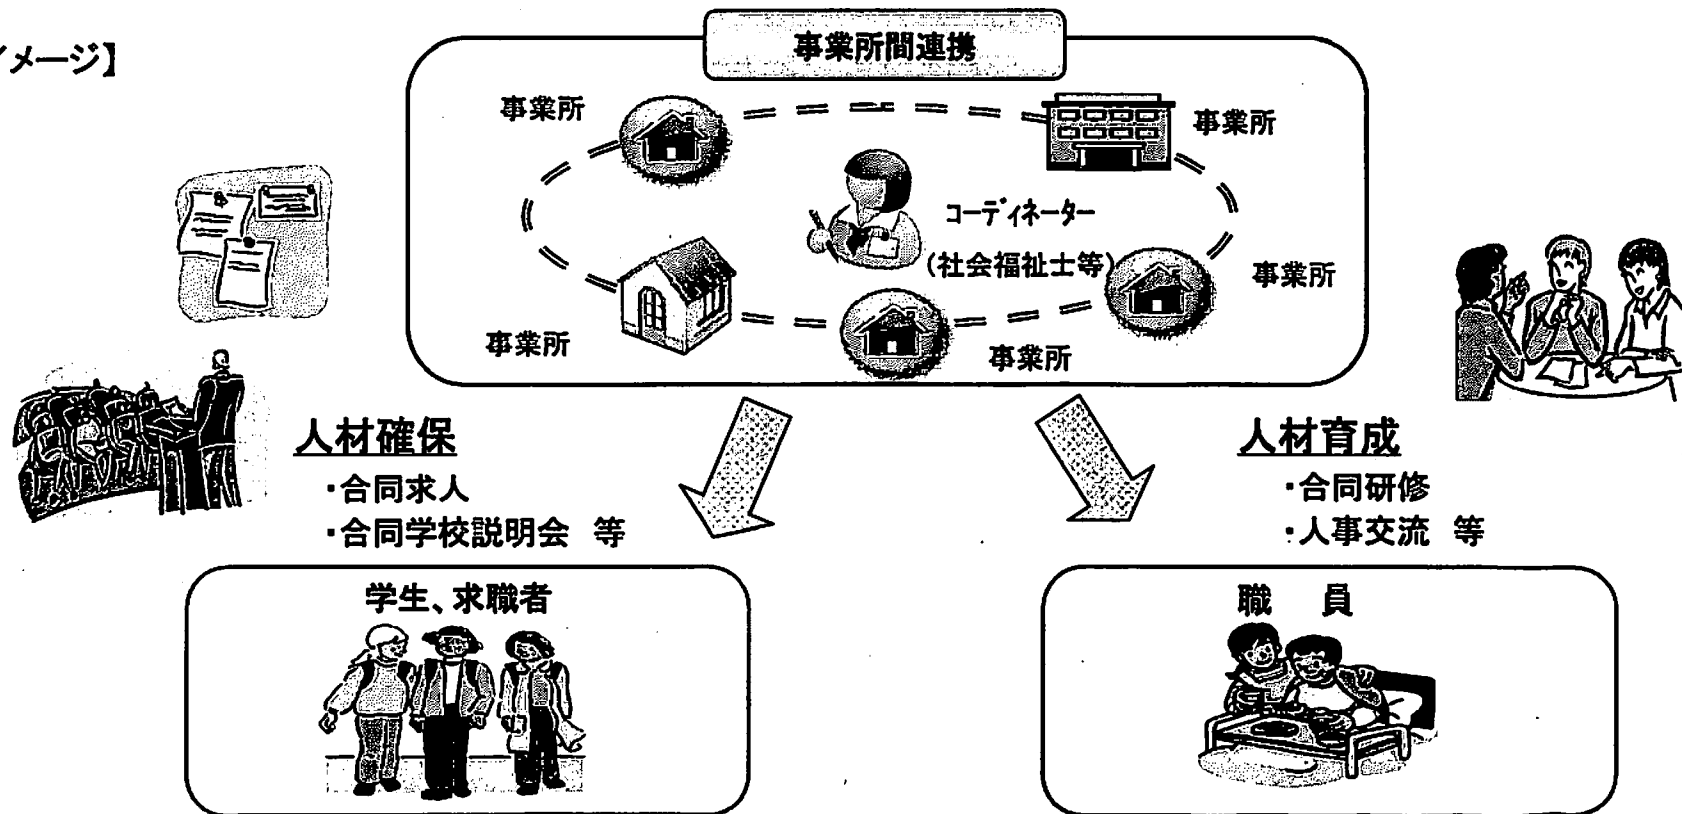 イメージ】
事業所間連携
事業所
事業所
コーディネーター
(社会福祉士等)
事業所
事業所
事業所
人材確保
・合同求人
・合同学校説明会 等
人材育成
・合同研修
・人事交流 等
学生、求職者
職 員